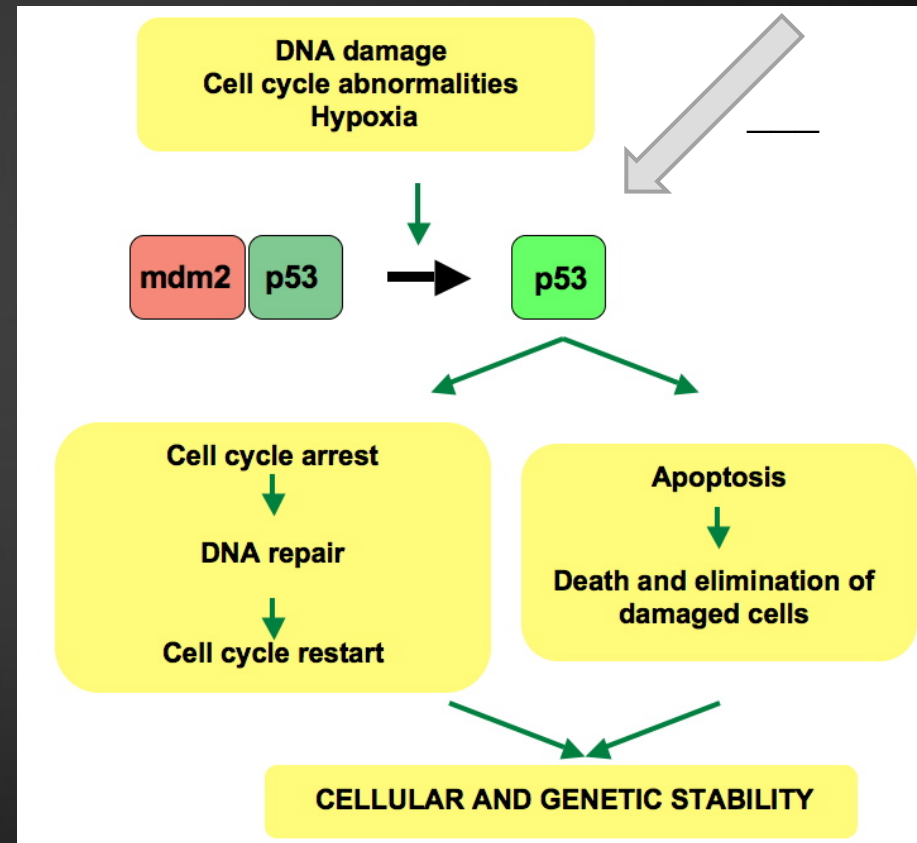 DNA damage
Cell cycle abnormalities
Hypoxia
mdm2 p53
p53
Cell cycle arrest
DNA repair
Cell cycle restart
Apoptosis
Death and elimination of
damaged cells
CELLULAR AND GENETIC STABILITY